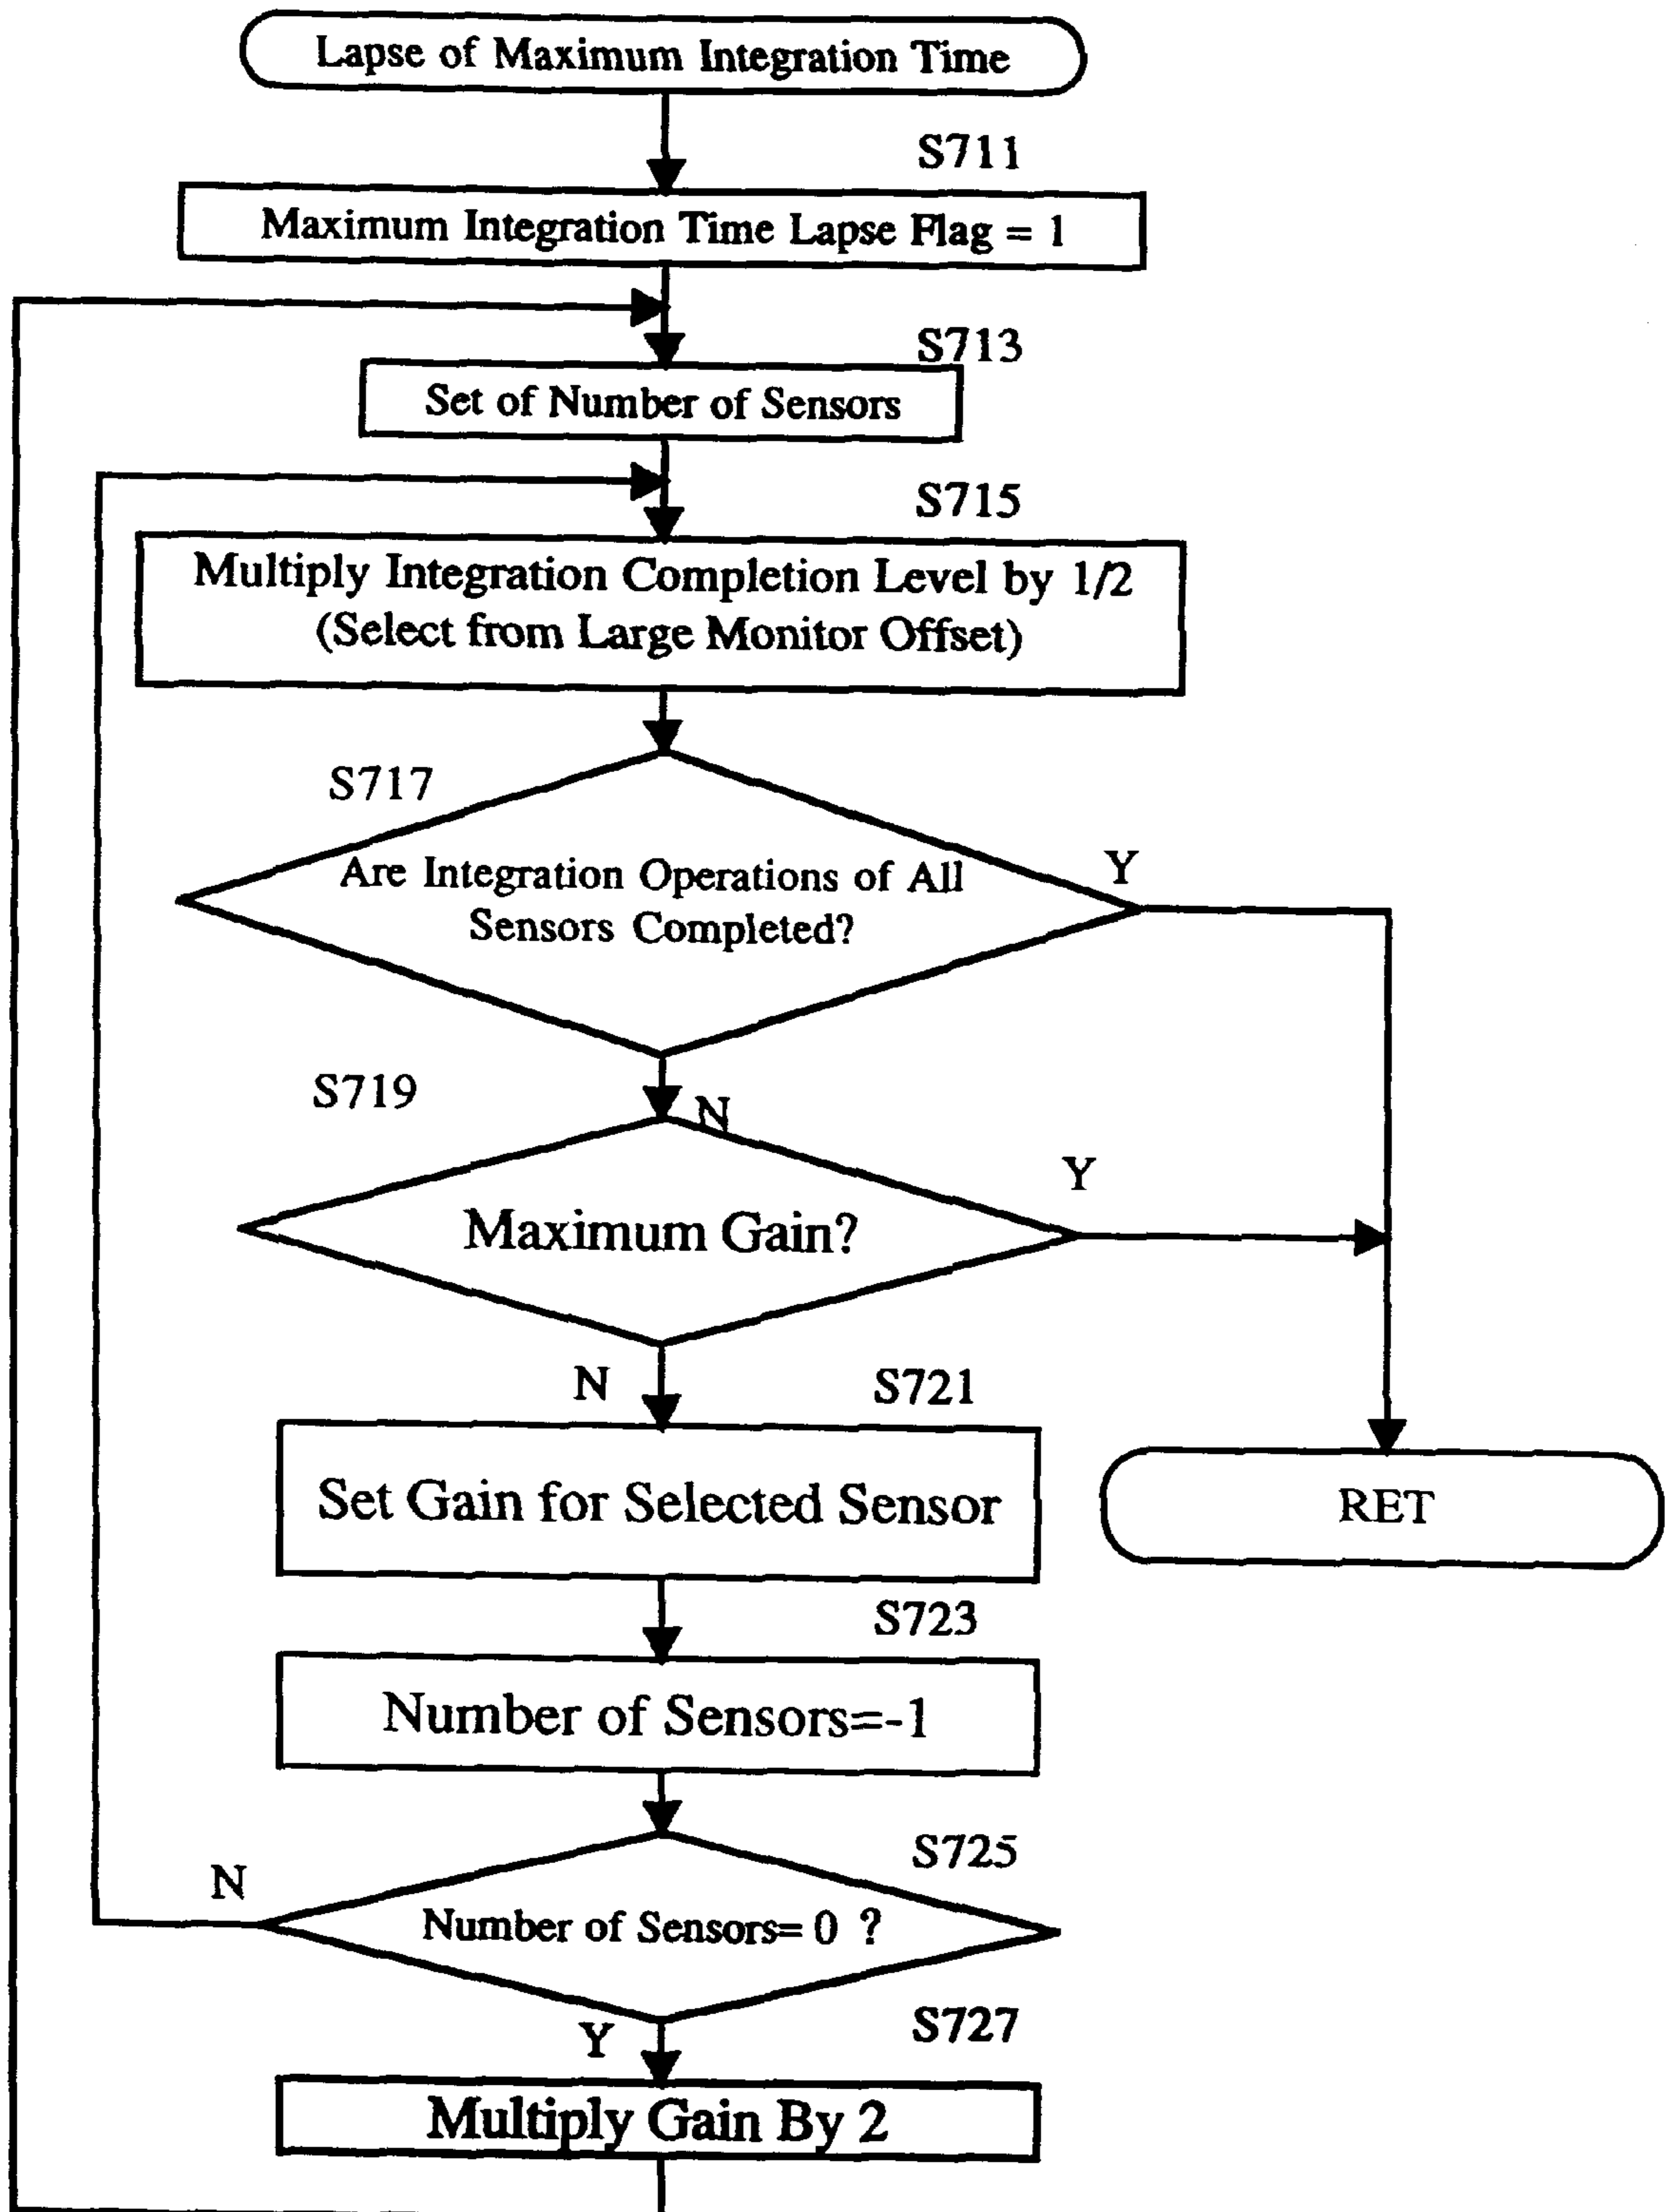 Lapse of Maximum Integration Time
S711
Maximum Integration Time Lapse Flag = 1
S713
Set of Number of Sensors
S715
Multiply Integration Completion Level by 1/2
(Select from Large Monitor Offset)
S717
Are Integration Operations of All
Sensors Completed?
Y
N
S719
Maximum Gain?
Y
N
S721
Set Gain for Selected Sensor
RET
S723
Number of Sensors=-1
S725
Number of Sensors= 0 ?
N
Y
S727
Multiply Gain By 2